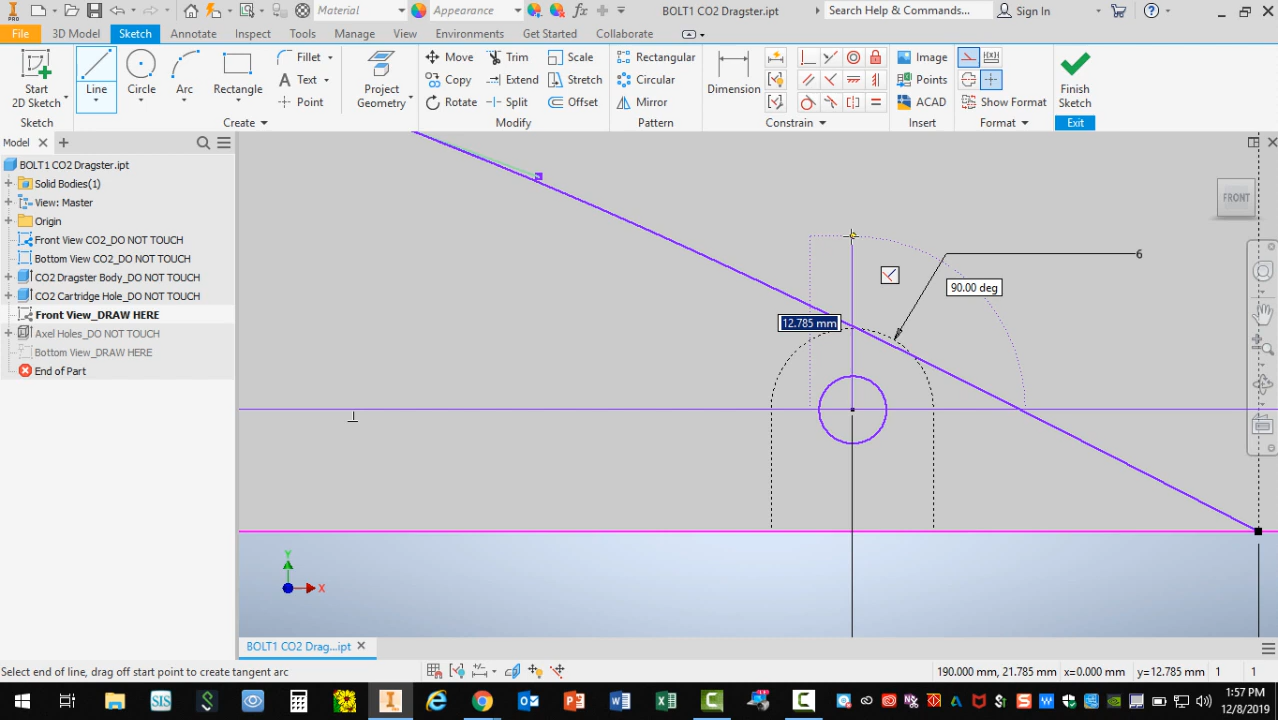 PRO Material Appearance BOLT1 CO2 Dragster.ipt Search Help & Commands... Sign In
File 3D Model Sketch Annotate Inspect Tools Manage View Environments Get Started Collaborate
Fillet Move Trim Scale Rectangular Image
Text Copy Extend Stretch Circular Points
Start 2D Sketch Line Circle Arc Rectangle Point Project Geometry Rotate Split Offset Mirror Dimension ACAD Show Format Finish Sketch
Sketch Create Modify Pattern Constrain Insert Format Exit
Model
BOLT1 CO2 Dragster.ipt
Solid Bodies(1)
View: Master
Origin
Front View CO2_DO NOT TOUCH
Bottom View CO2_DO NOT TOUCH
CO2 Dragster Body_DO NOT TOUCH
CO2 Cartridge Hole_DO NOT TOUCH
Front View_DRAW HERE
Axel Holes_DO NOT TOUCH
Bottom View_DRAW HERE
End of Part
FRONT
6
90.00 deg
12.785 mm
Y
X
BOLT1 CO2 Drag...ipt
Select end of line, drag off start point to create tangent arc 190.000 mm, 21.785 mm x=0.000 mm y=12.785 mm 1 1
1:57 PM
12/8/2019